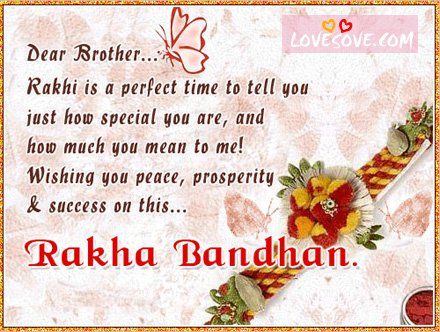 LOVESOVE.COM
Dear Brother...
Rakhi is a perfect time to tell you
just how special you are, and
how much you mean to me!
Wishing you peace, prosperity
& success on this...
Rakha Bandhan.